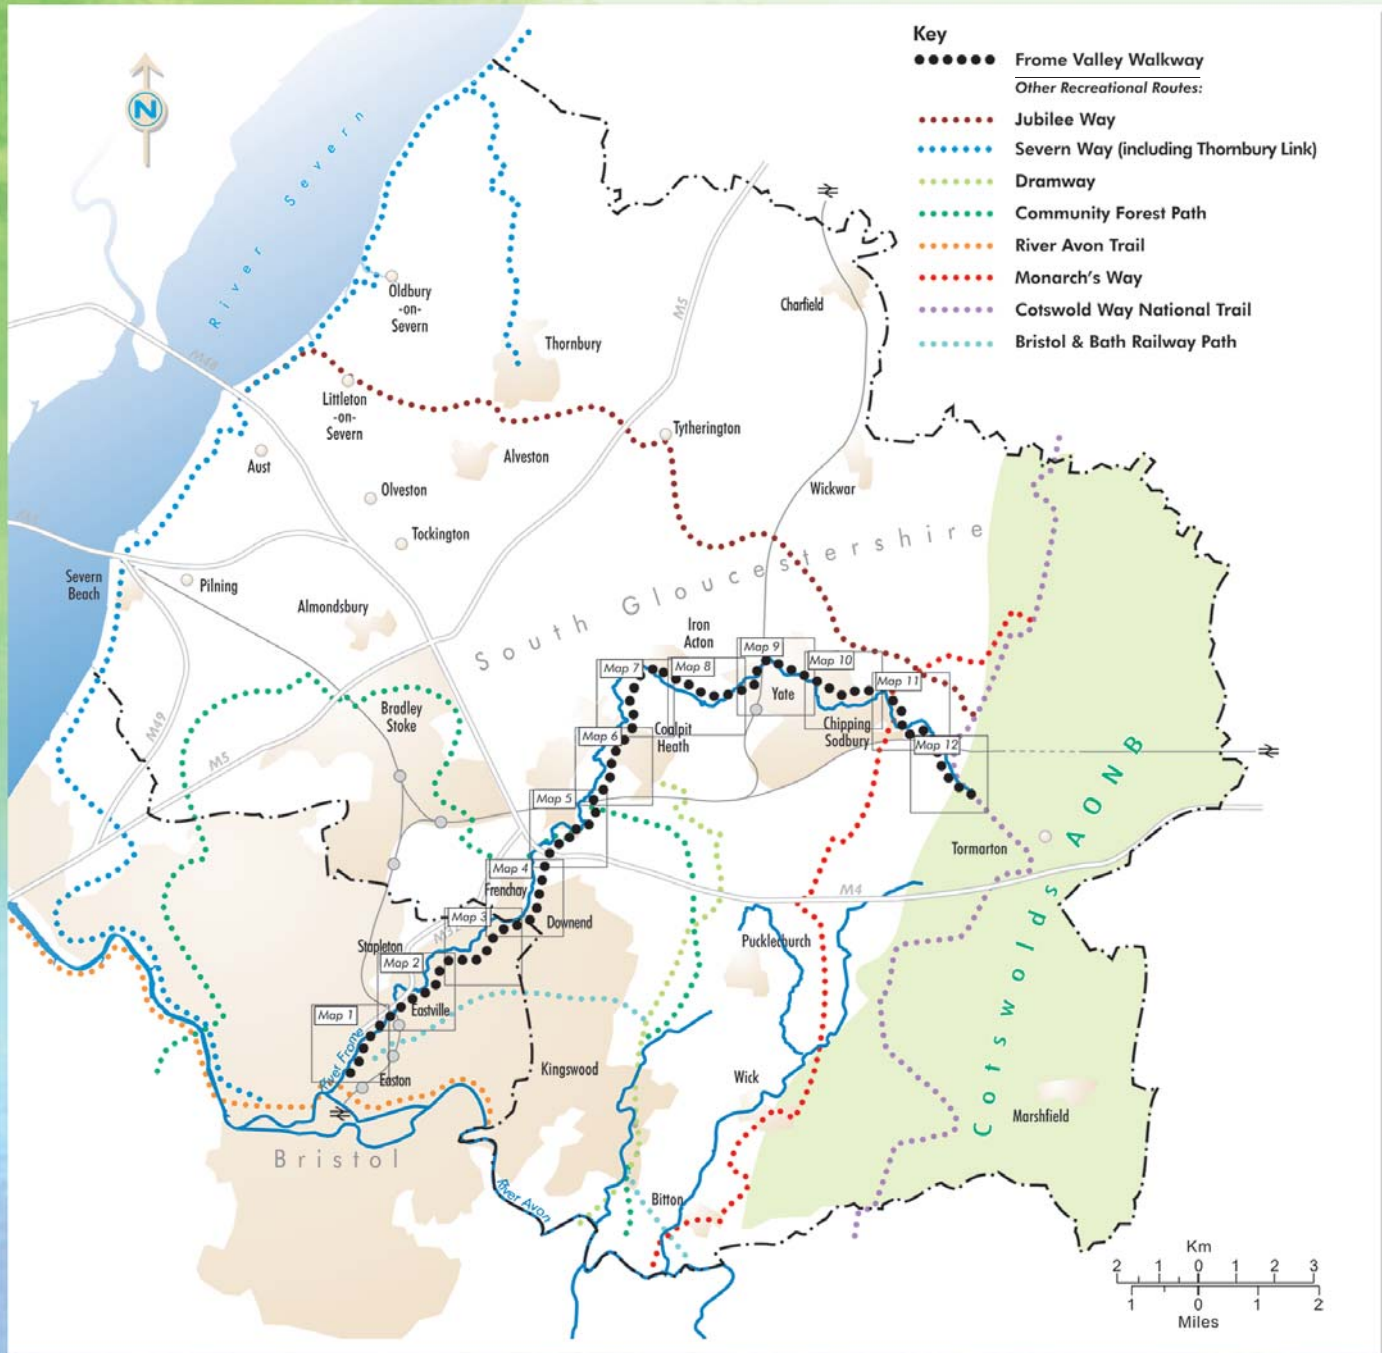 Key
Frome Valley Walkway
Other Recreational Routes:
Jubilee Way
Severn Way (including Thornbury Link)
Dramway
Community Forest Path
River Avon Trail
Monarch's Way
Cotswold Way National Trail
Bristol & Bath Railway Path
N
River Severn
Oldbury
-on-
Severn
Thornbury
Charfield
M5
M48
Littleton
-on-
Severn
Tytherington
Aust
Alveston
Olveston
Wickwar
Tockington
Severn
Beach
Pilning
Almondsbury
South Gloucestershire
Iron
Acton
Map 7
Map 8
Map 9
Map 10
Map 11
Yate
Bradley
Stoke
M49
M5
Map 6
Coalpit
Heath
Chipping
Sodbury
Map 12
Map 5
Cotswolds AONB
Tormarton
Map 4
Frenchay
M4
Map 3
Downend
M32
Stapleton
Pucklechurch
Map 2
Eastville
Map 1
River Frome
Easton
Kingswood
Wick
Marshfield
Bristol
River Avon
Bitton
Km
2 1 0 1 2 3
1 0 1 2
Miles